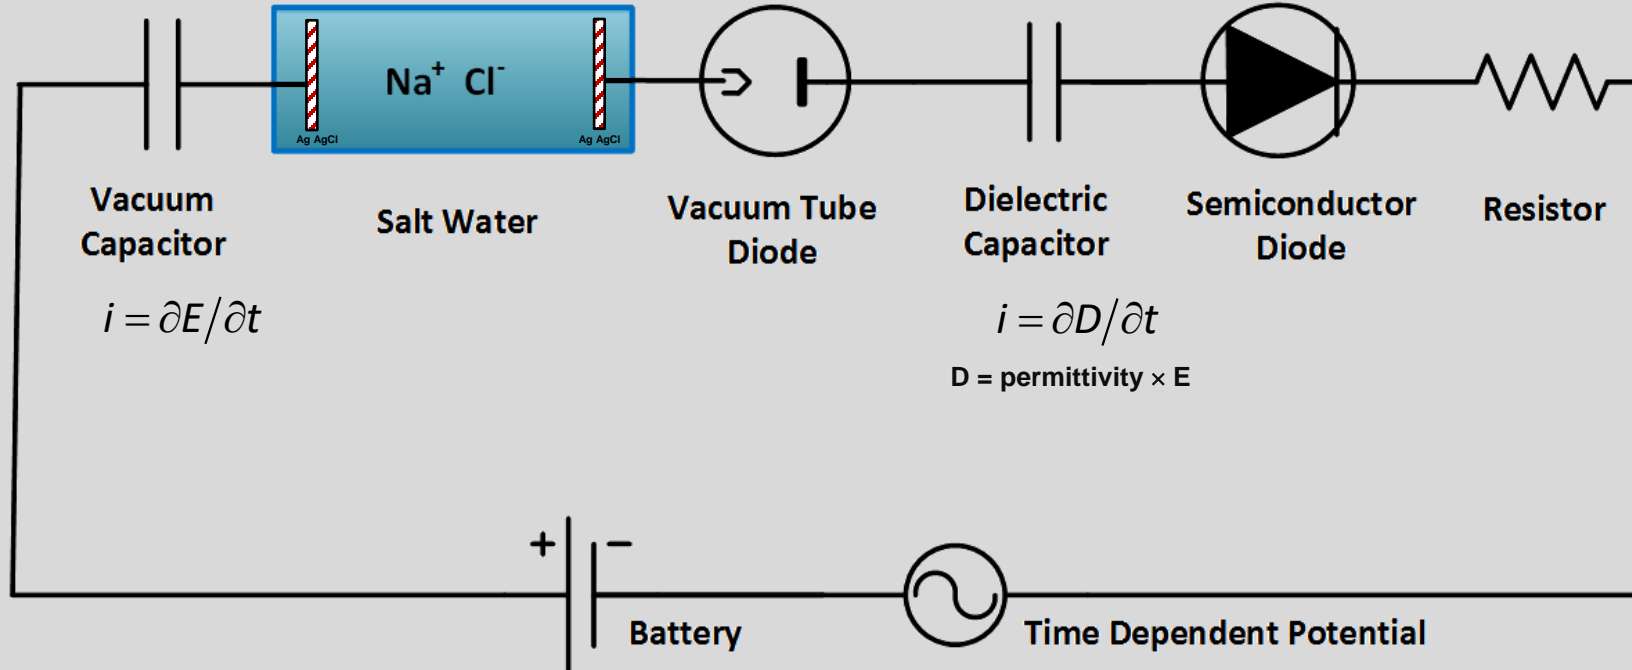 Na⁺ Cl⁻
Ag AgCl
Ag AgCl
Vacuum
Capacitor
Salt Water
Vacuum Tube
Diode
Dielectric
Capacitor
Semiconductor
Diode
Resistor
i = ∂E/∂t
i = ∂D/∂t
D = permittivity × E
+ −
Battery
Time Dependent Potential